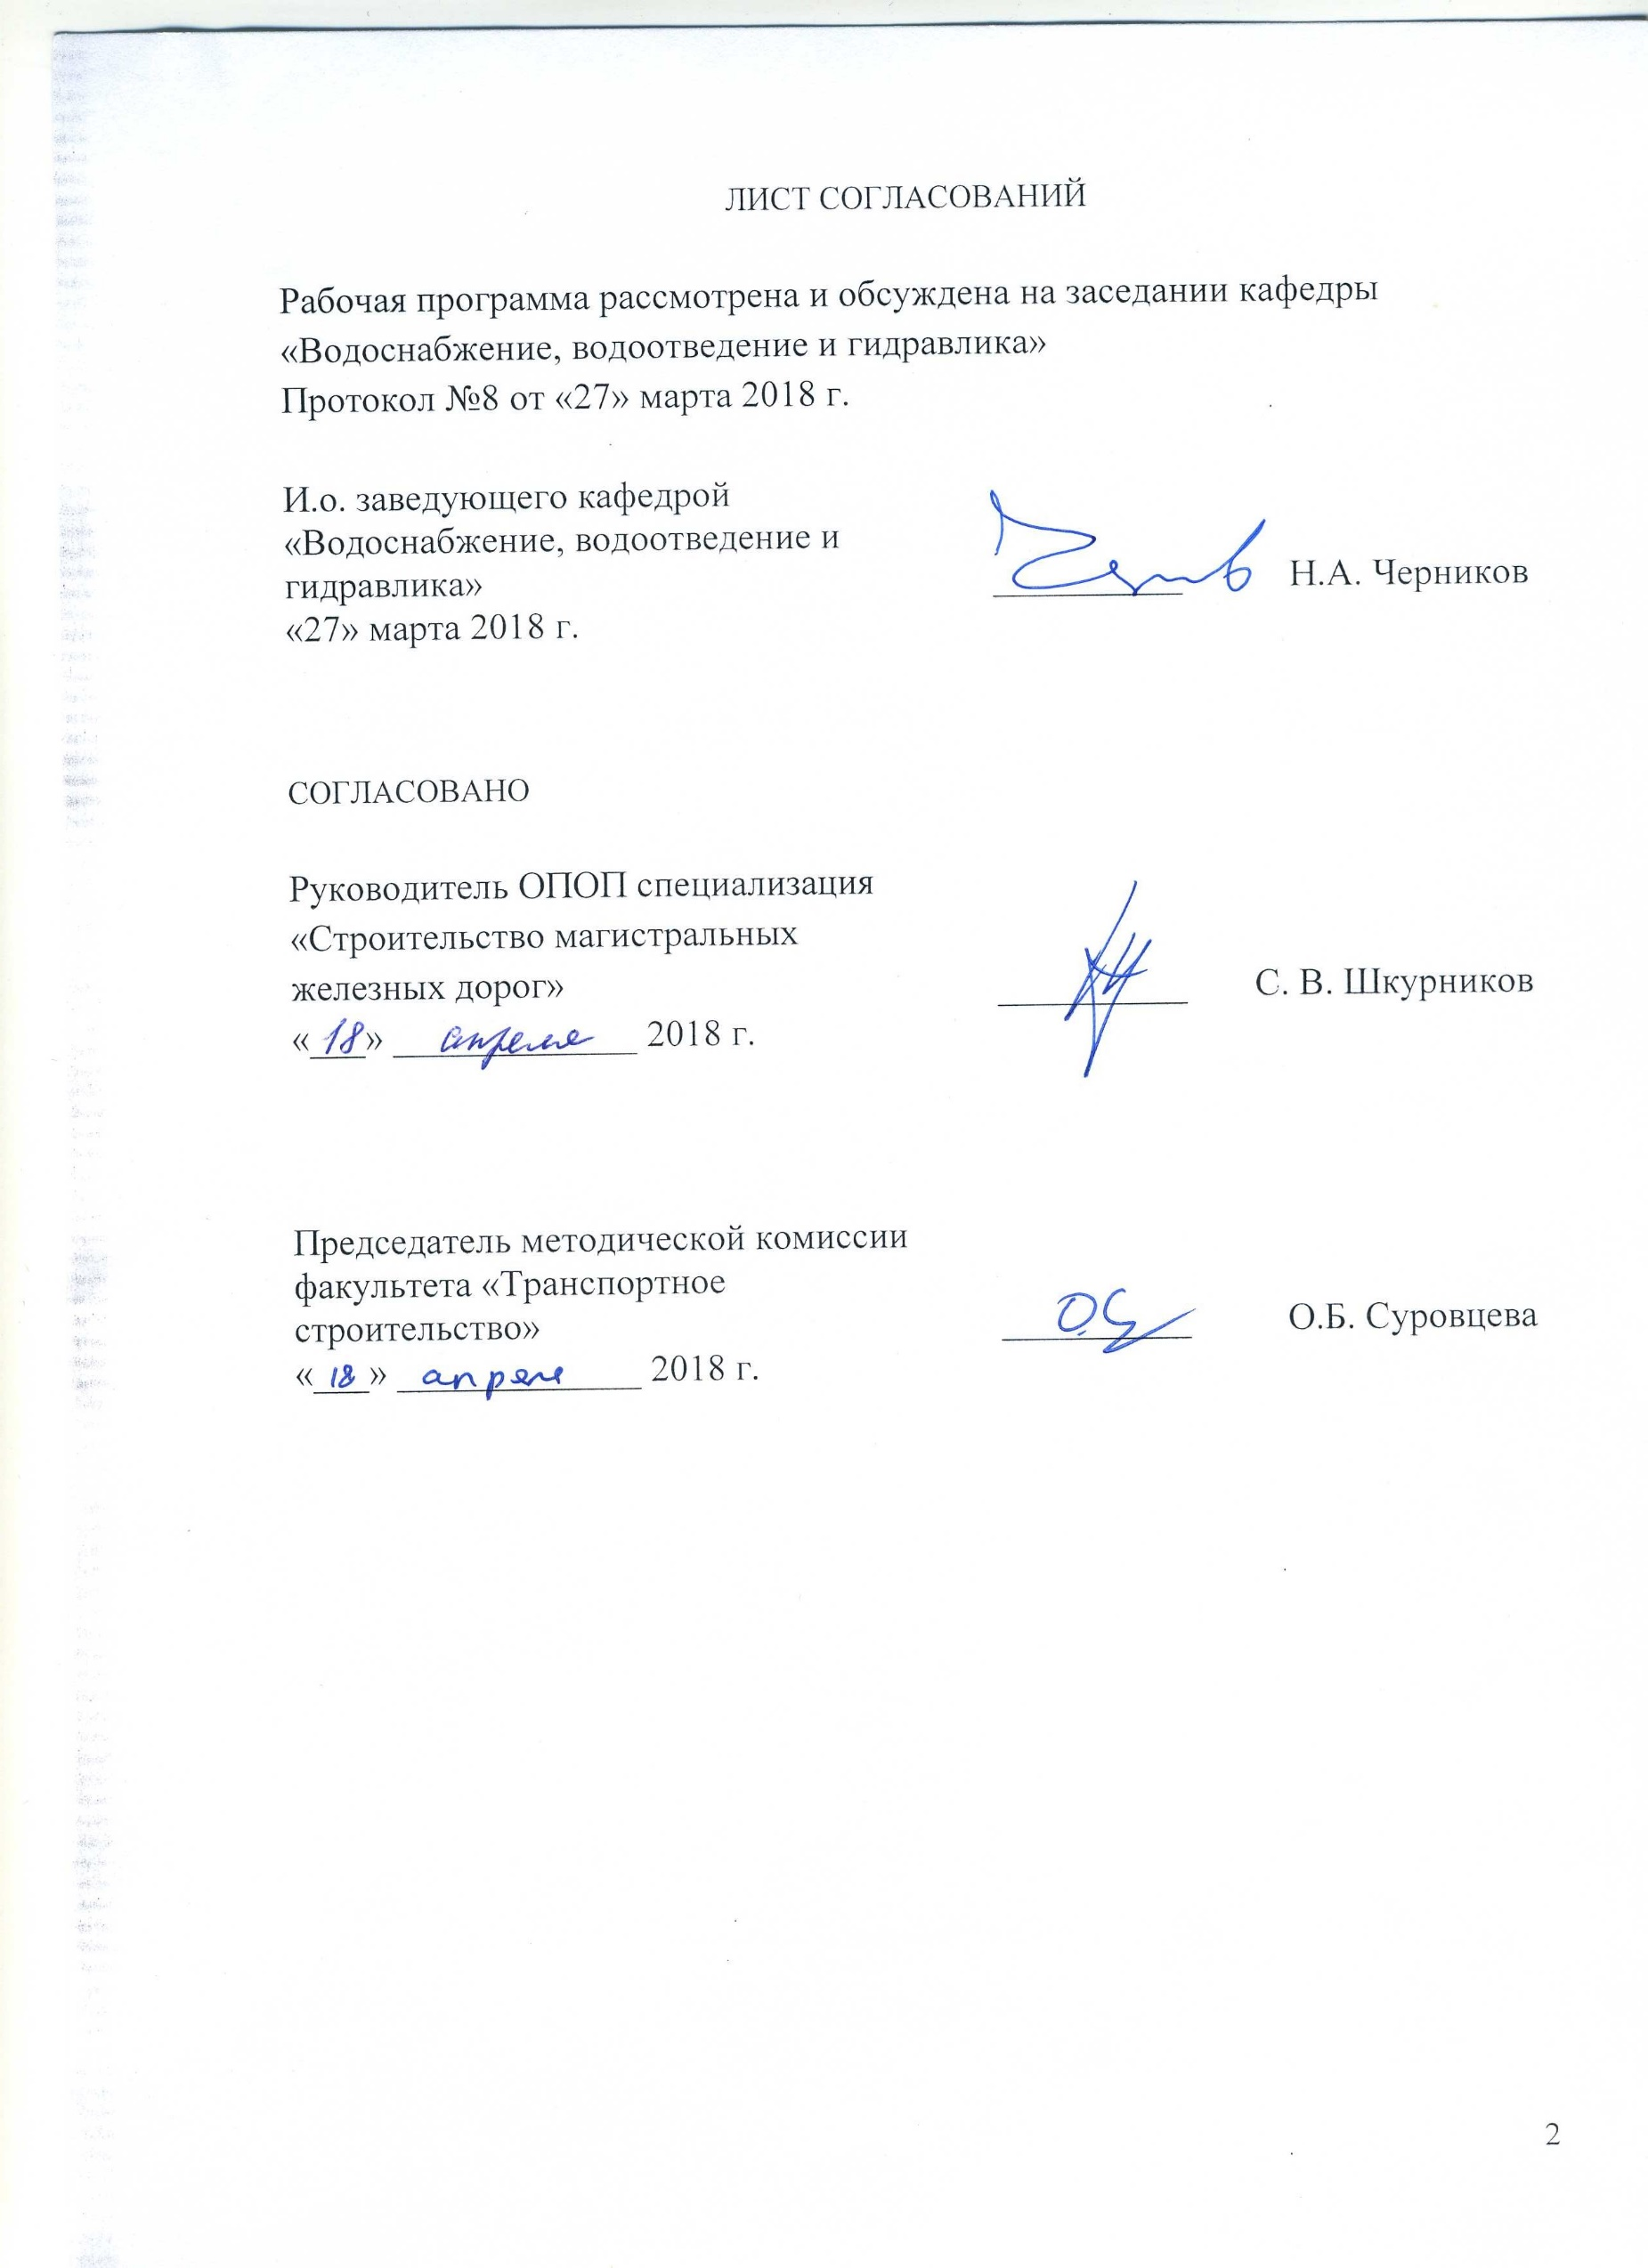 ЛИСТ СОГЛАСОВАНИЙ
Рабочая программа рассмотрена и обсуждена на заседании кафедры
«Водоснабжение, водоотведение и гидравлика»
Протокол №8 от «27» марта 2018 г.
И.о. заведующего кафедрой
«Водоснабжение, водоотведение и
гидравлика»
Н.А. Черников
«27» марта 2018 г.
СОГЛАСОВАНО
Руководитель ОПОП специализация
«Строительство магистральных
железных дорог»
С. В. Шкурников
«18» апреля 2018 г.
Председатель методической комиссии
факультета «Транспортное
строительство»
О.Б. Суровцева
«18» апреля 2018 г.
2